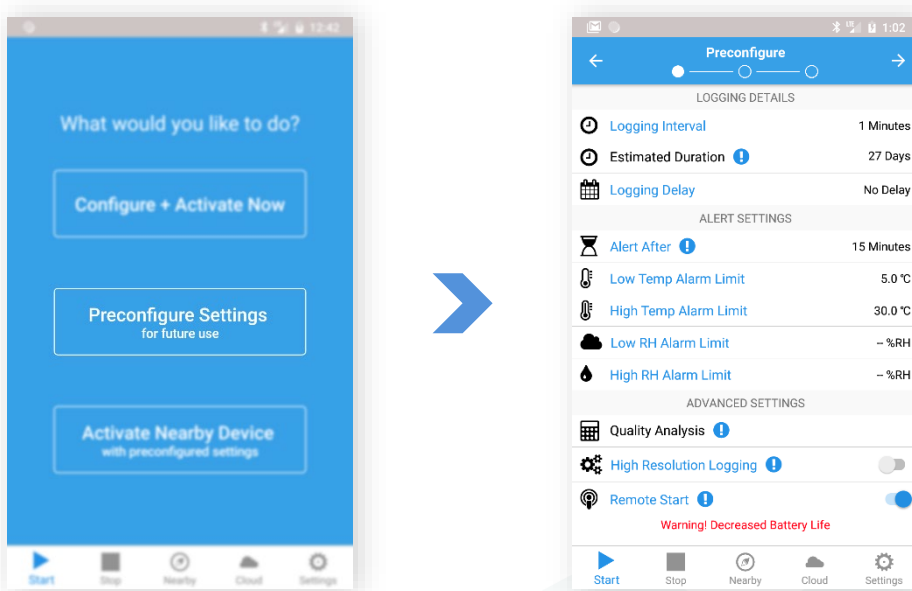 12:42
What would you like to do?
Configure + Activate Now
Preconfigure Settings
for future use
Activate Nearby Device
with preconfigured settings
Start
Stop
Nearby
Cloud
Settings
1:02
Preconfigure
LOGGING DETAILS
Logging Interval 1 Minutes
Estimated Duration 27 Days
Logging Delay No Delay
ALERT SETTINGS
Alert After 15 Minutes
Low Temp Alarm Limit 5.0 °C
High Temp Alarm Limit 30.0 °C
Low RH Alarm Limit -- %RH
High RH Alarm Limit -- %RH
ADVANCED SETTINGS
Quality Analysis
High Resolution Logging
Remote Start
Warning! Decreased Battery Life
Start
Stop
Nearby
Cloud
Settings